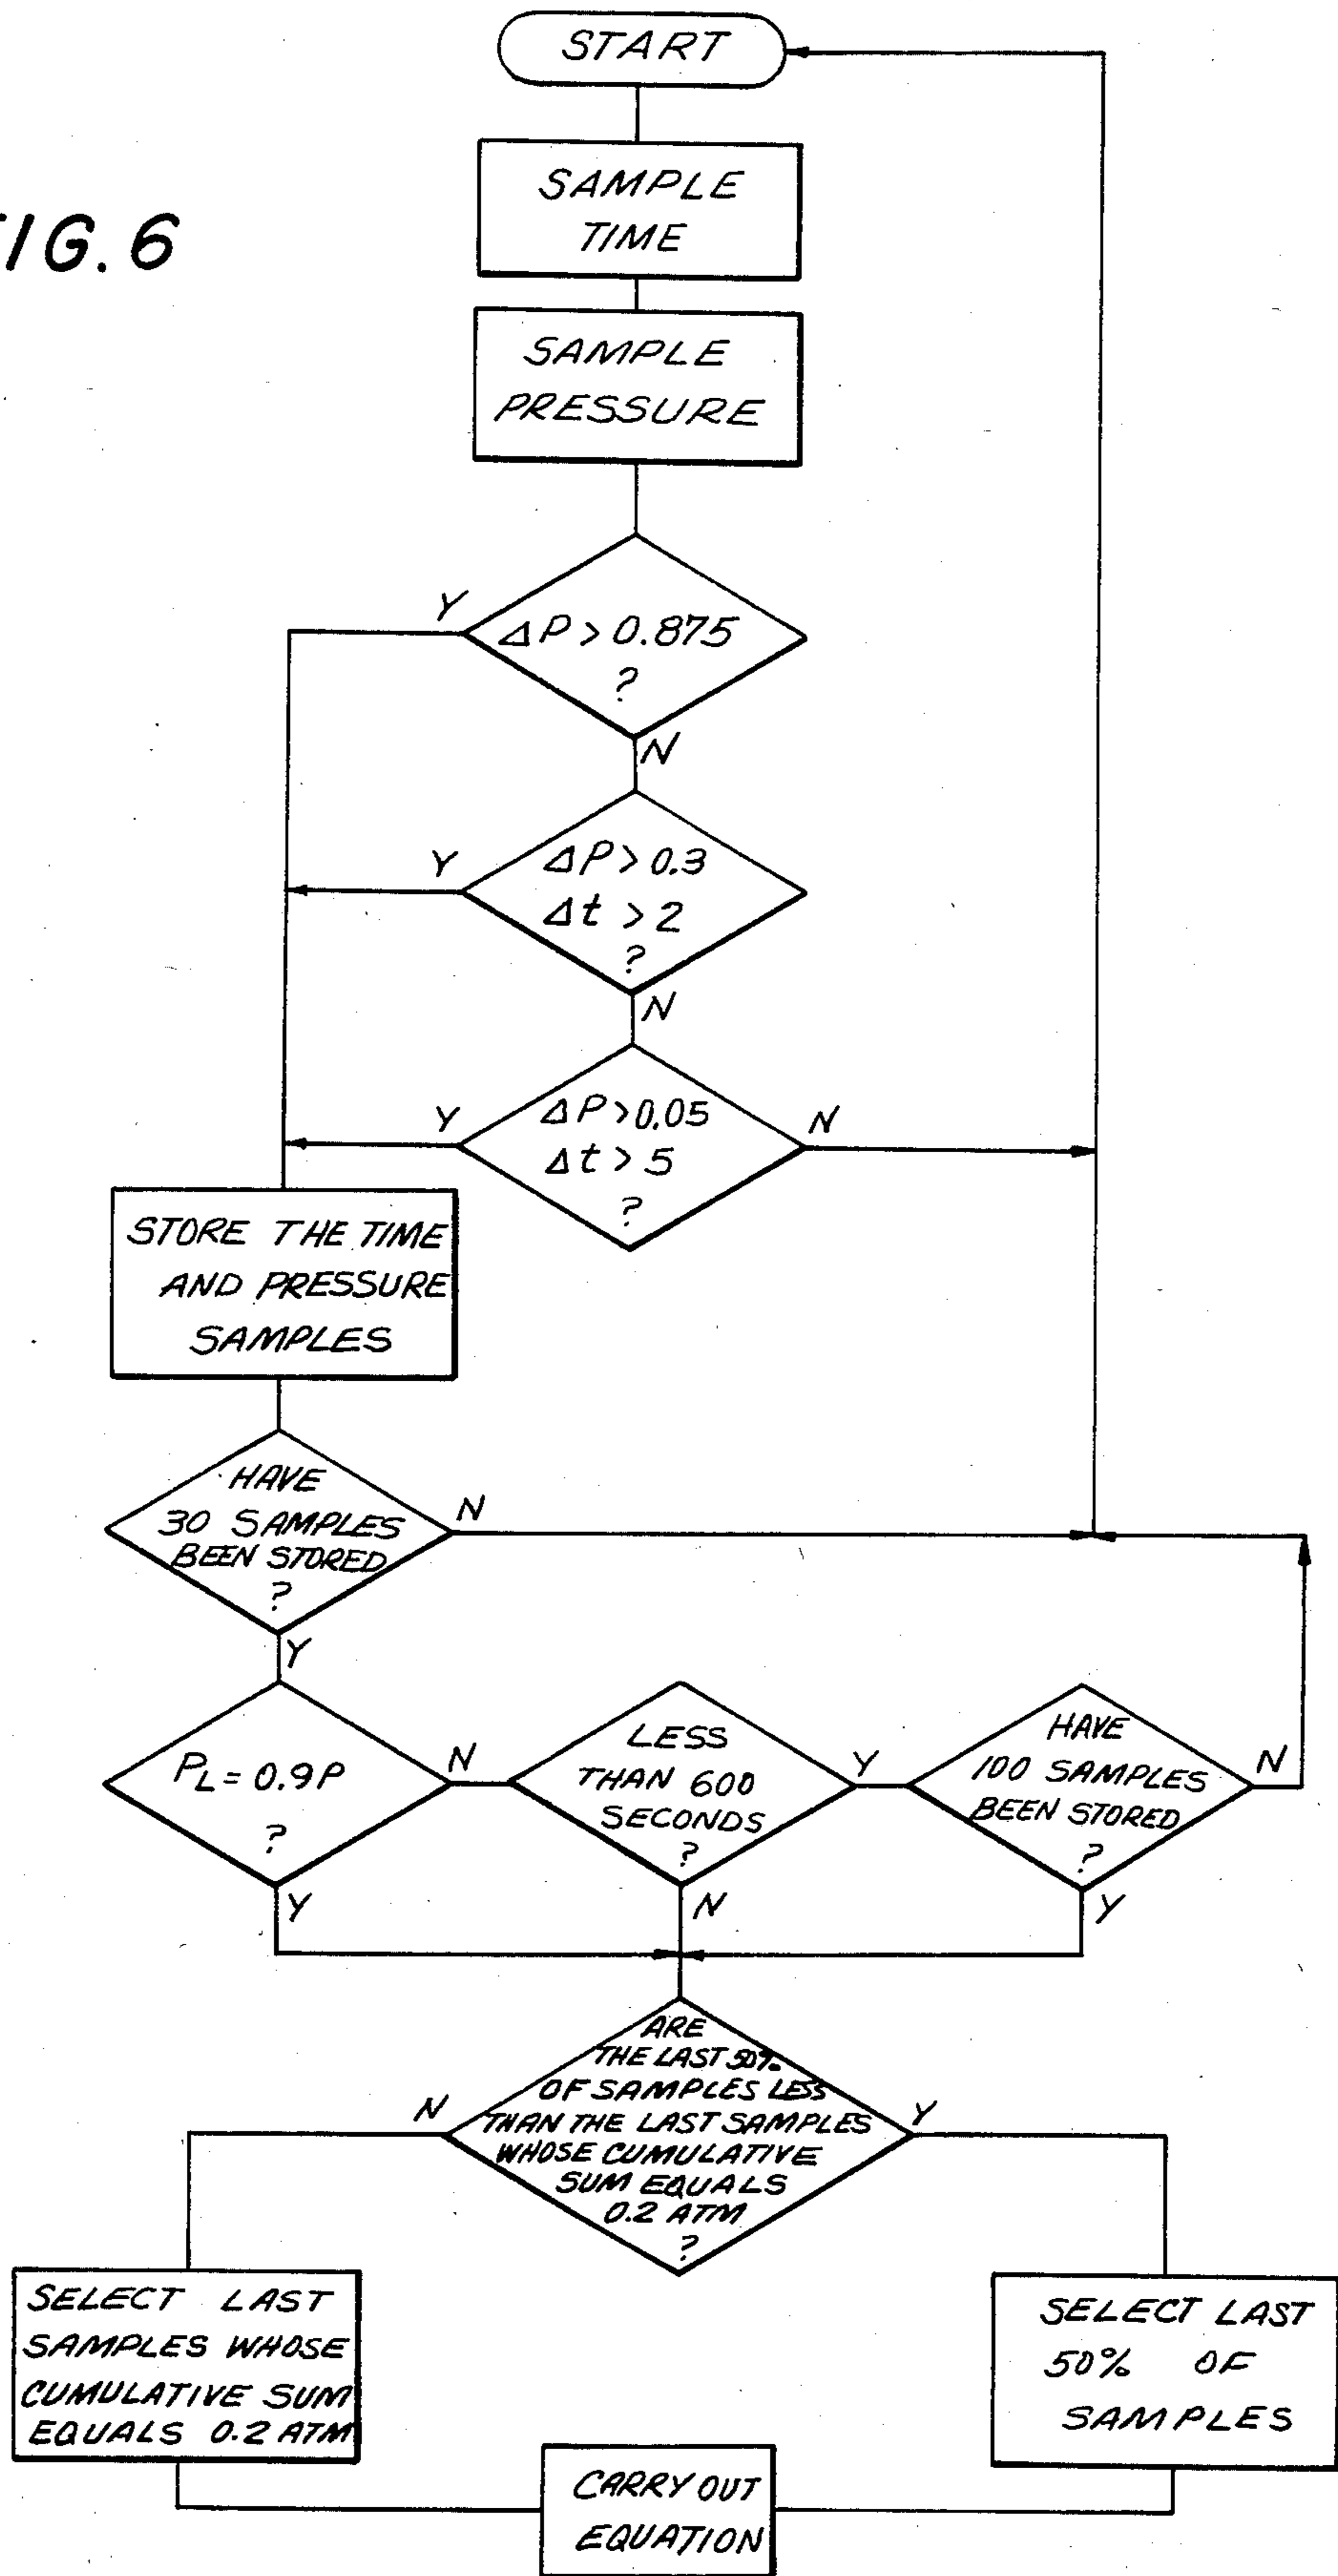 START
SAMPLE
TIME
FIG. 6
SAMPLE
PRESSURE
Y
ΔP > 0.875
?
N
Y
ΔP > 0.3
Δt > 2
?
N
Y
ΔP > 0.05
N
Δt > 5
?
STORE THE TIME
AND PRESSURE
SAMPLES
HAVE
30 SAMPLES
BEEN STORED
?
N
Y
PL = 0.9P
?
N
Y
LESS
THAN 600
SECONDS
?
Y
N
HAVE
100 SAMPLES
BEEN STORED
?
N
Y
ARE
THE LAST 50%
OF SAMPLES LESS
THAN THE LAST SAMPLES
WHOSE CUMULATIVE
SUM EQUALS
0.2 ATM
?
N
Y
SELECT LAST
SAMPLES WHOSE
CUMULATIVE SUM
EQUALS 0.2 ATM
SELECT LAST
50% OF
SAMPLES
CARRY OUT
EQUATION